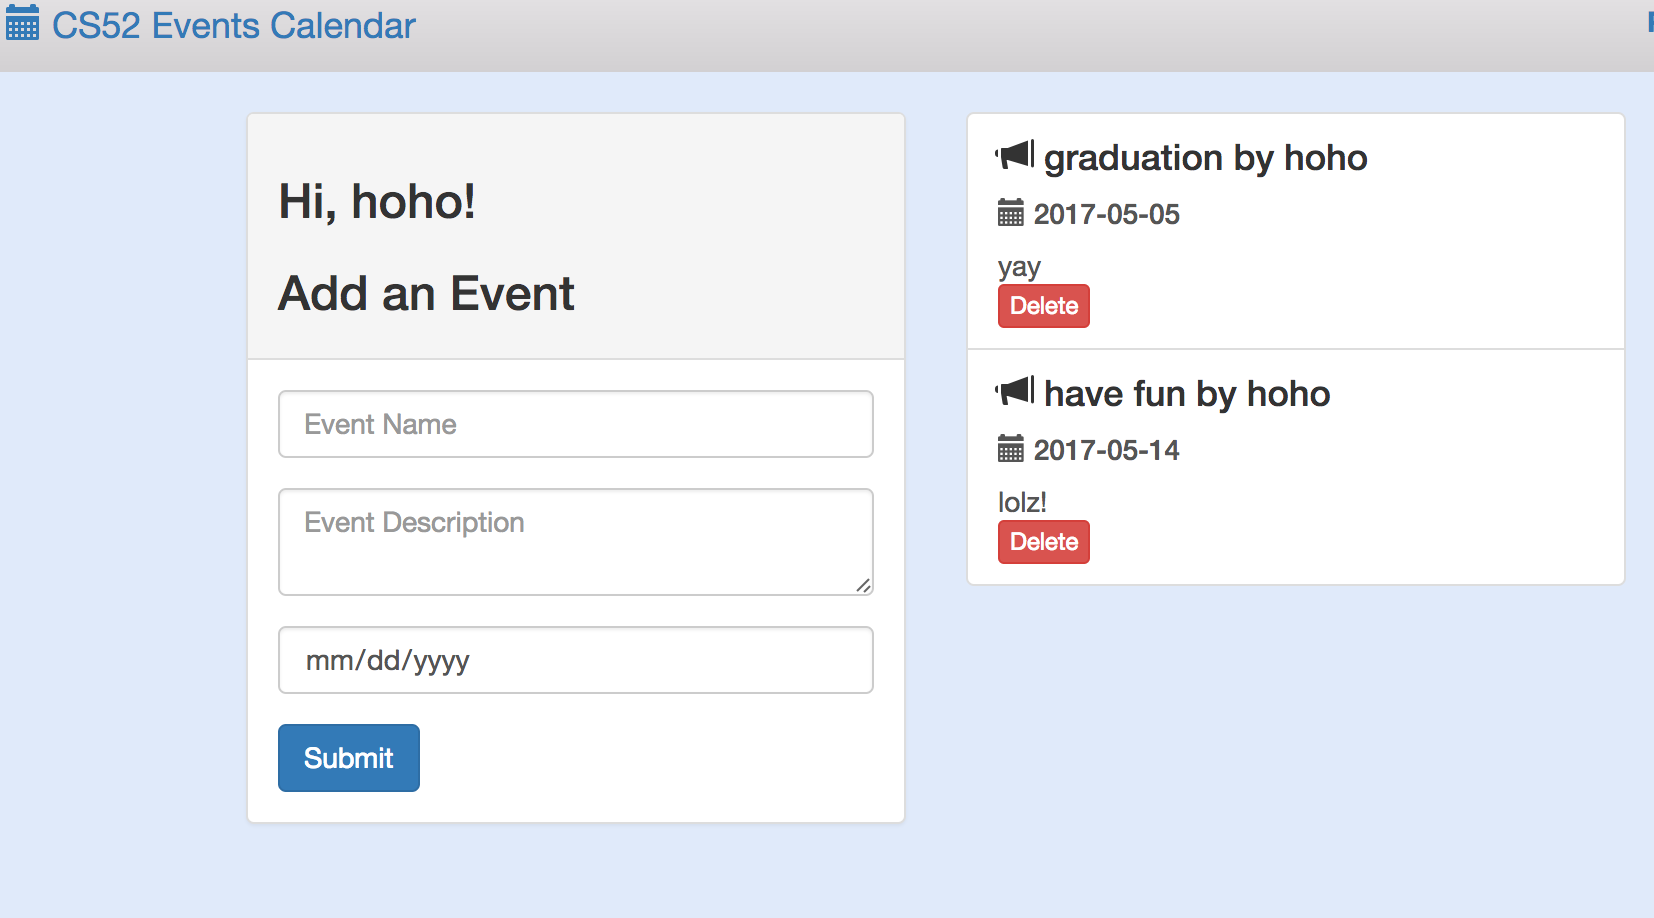 CS52 Events Calendar
Hi, hoho!
Add an Event
Event Name
Event Description
mm/dd/yyyy
Submit
graduation by hoho
2017-05-05
yay
Delete
have fun by hoho
2017-05-14
lolz!
Delete